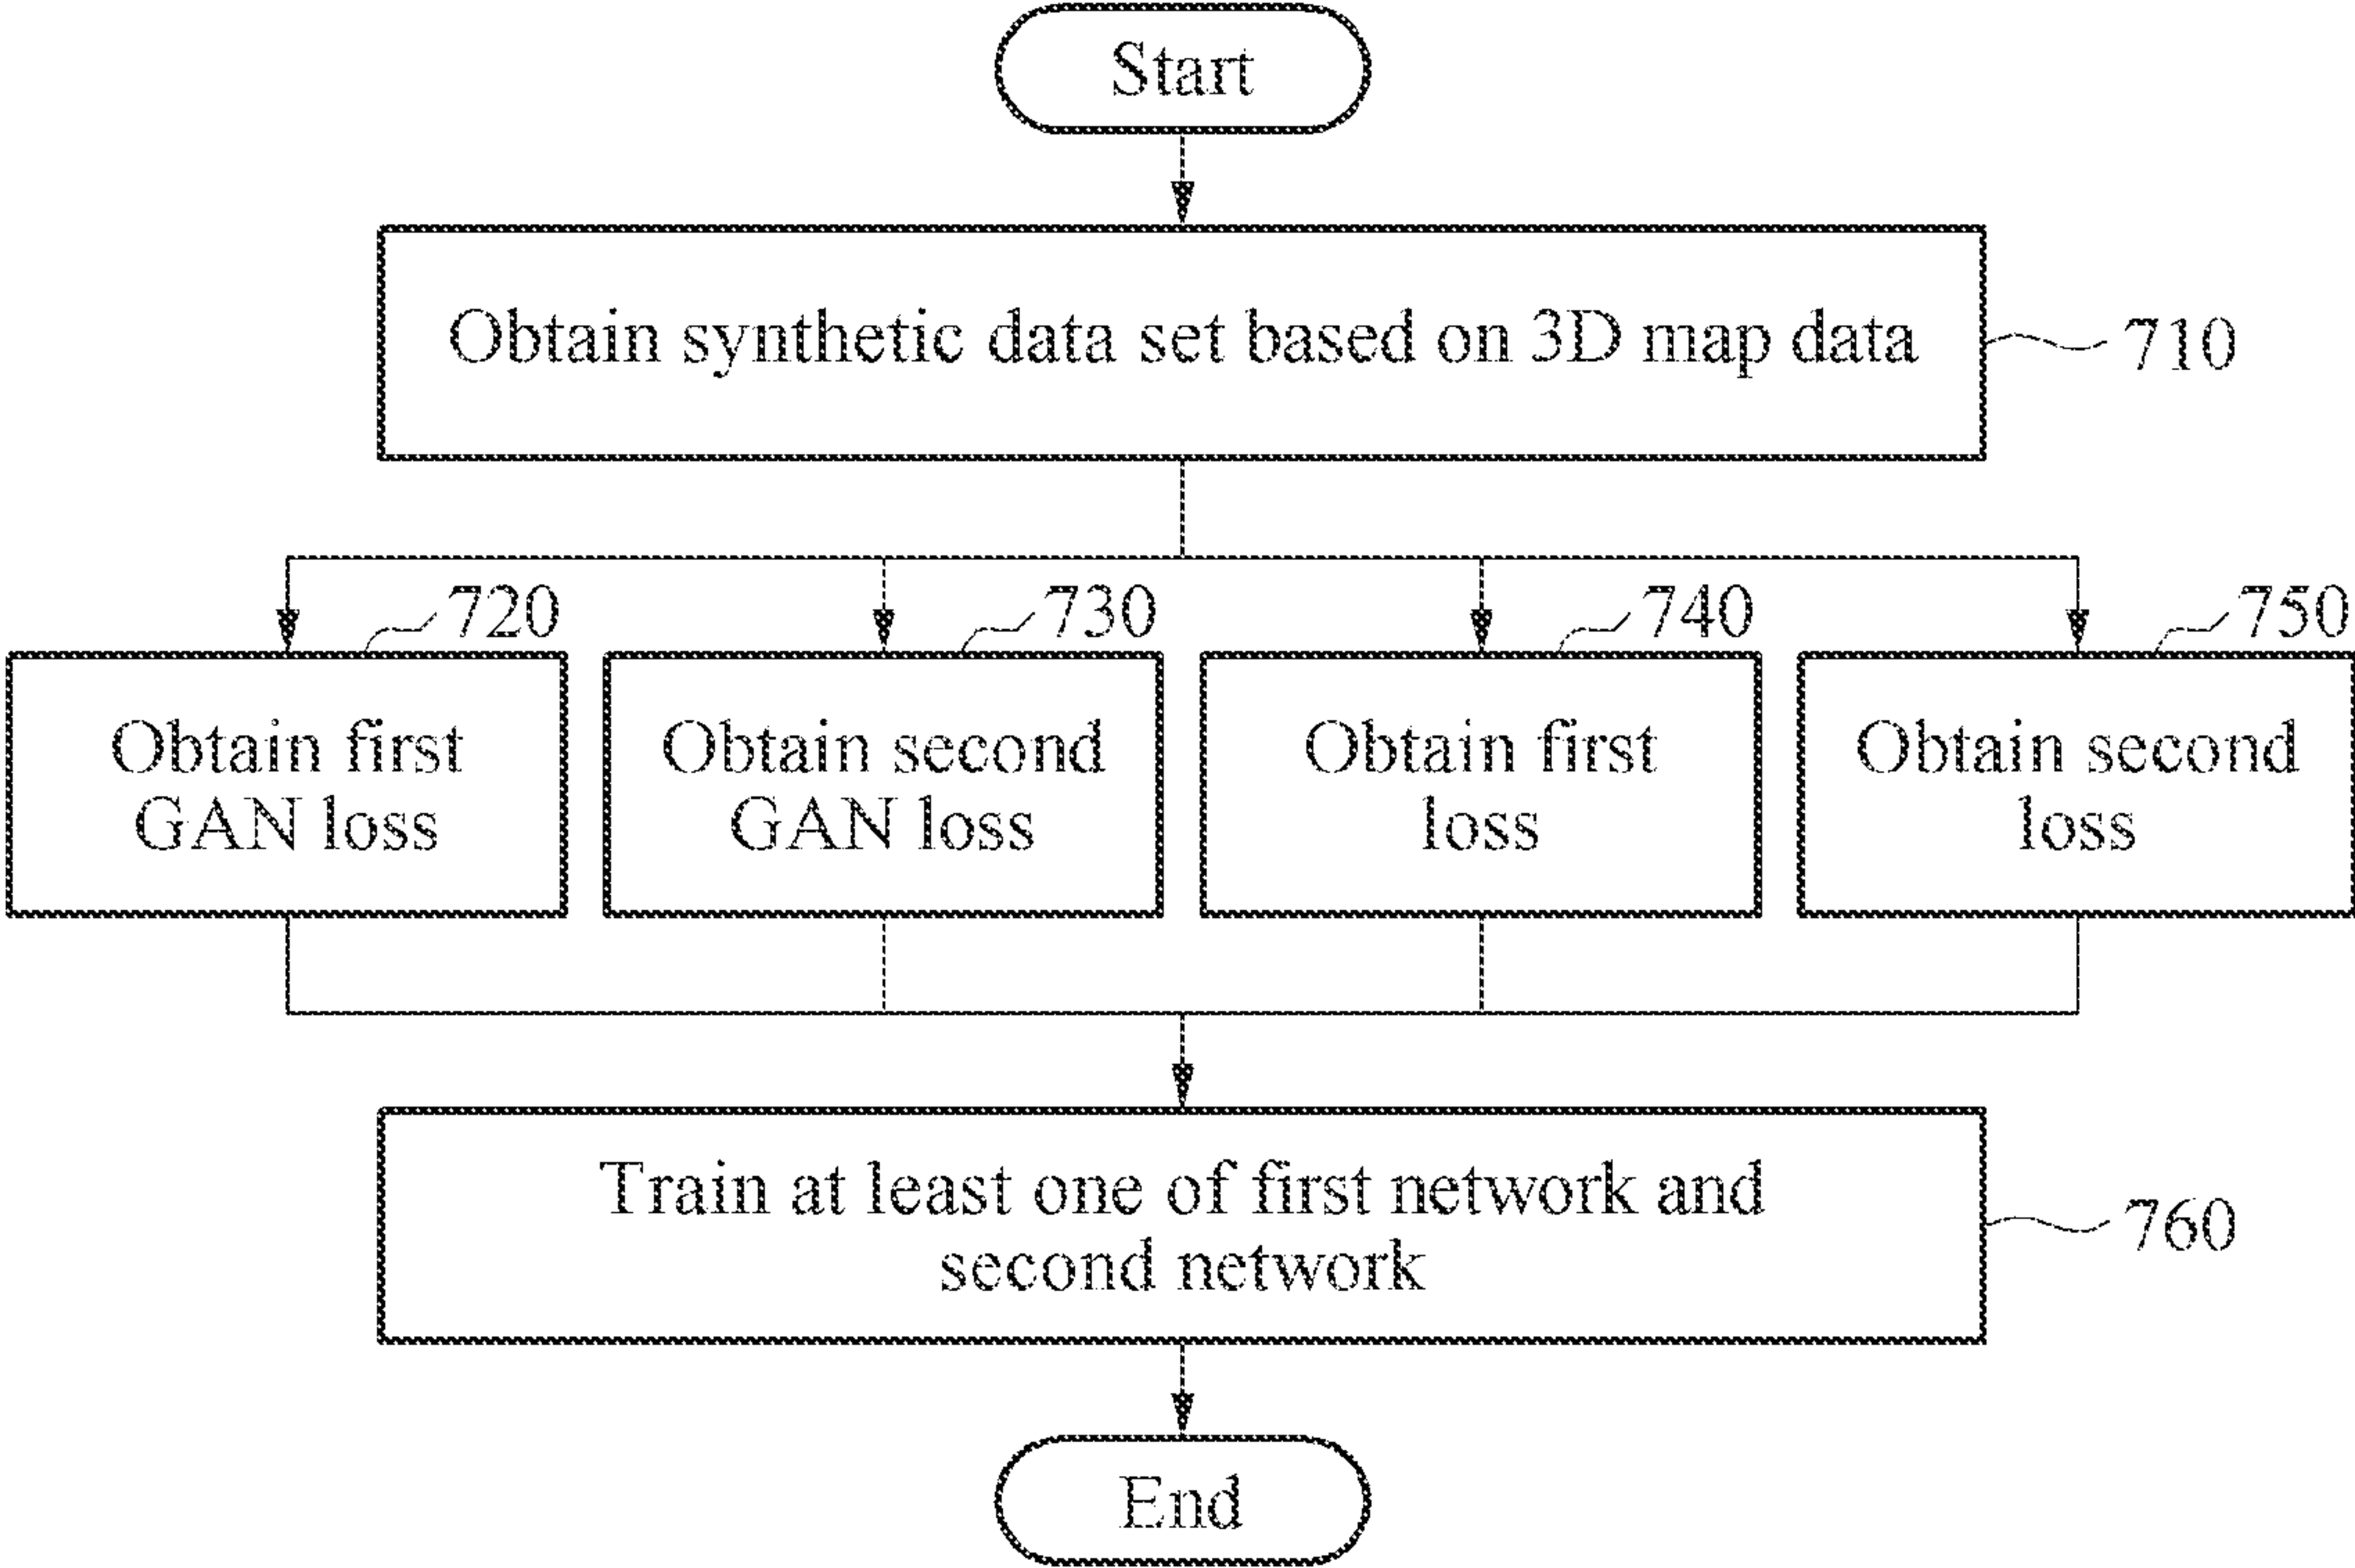 Start
Obtain synthetic data set based on 3D map data
710
720
730
740
750
Obtain first
GAN loss
Obtain second
GAN loss
Obtain first
loss
Obtain second
loss
Train at least one of first network and
second network
760
End